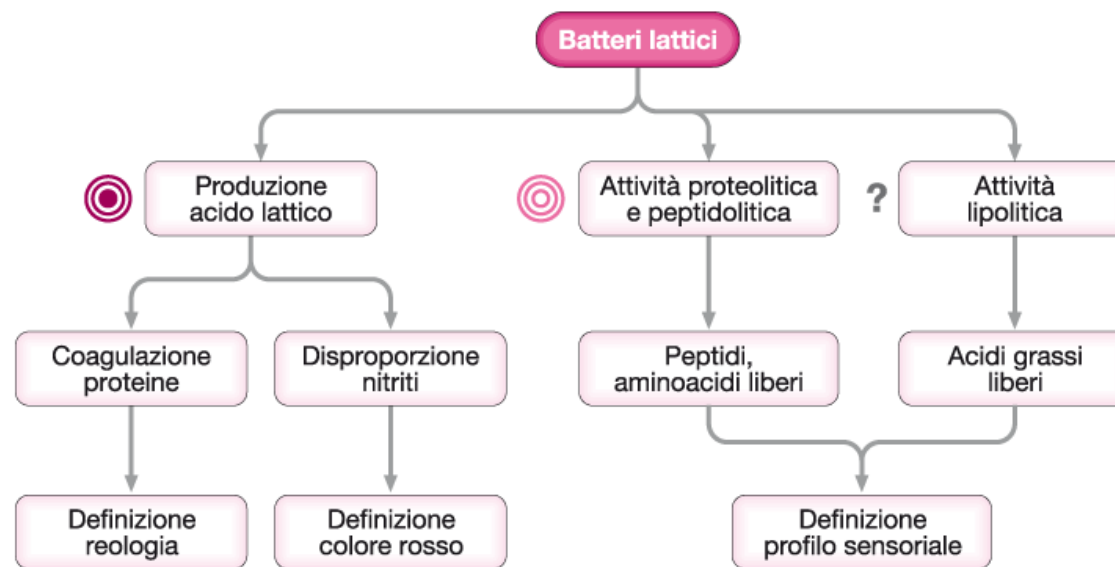 Batteri lattici
Produzione
acido lattico
Attività proteolitica
e peptidolitica
?
Attività
lipolitica
Coagulazione
proteine
Disproporzione
nitriti
Peptidi,
aminoacidi liberi
Acidi grassi
liberi
Definizione
reologia
Definizione
colore rosso
Definizione
profilo sensoriale